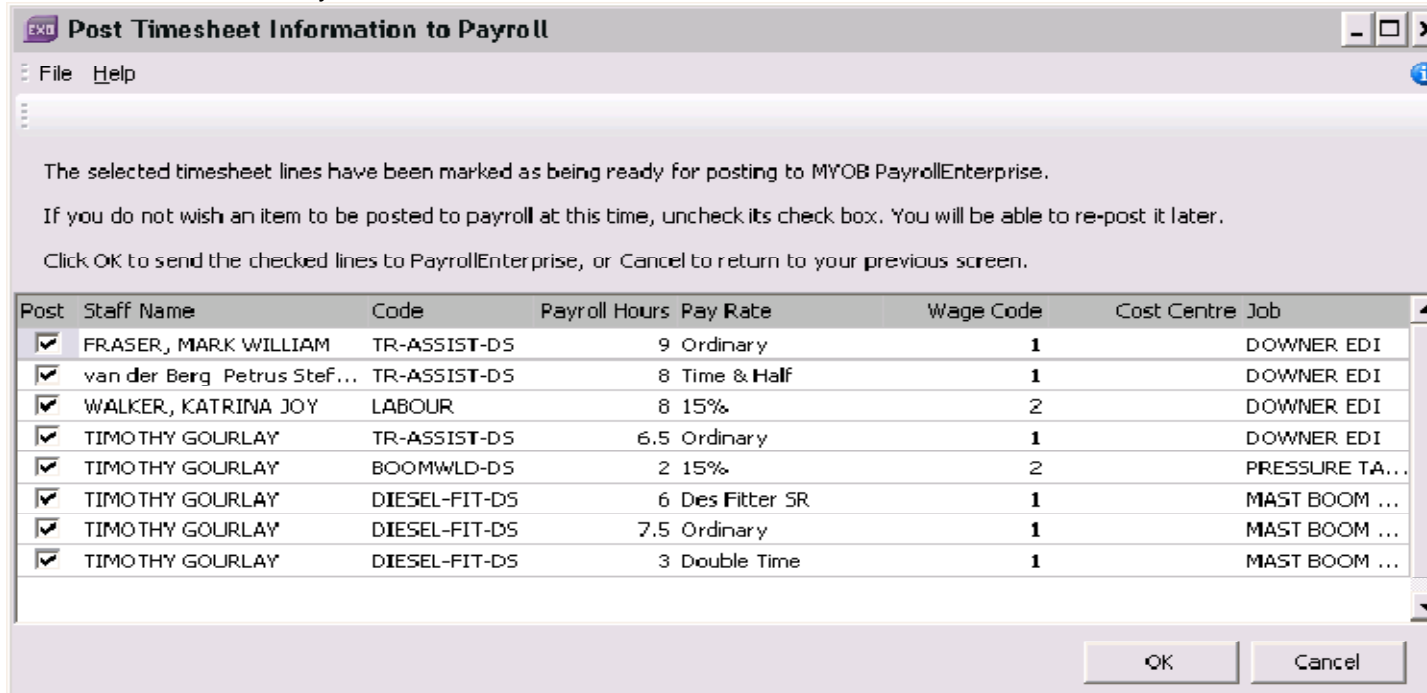 EXO Post Timesheet Information to Payroll
File Help
The selected timesheet lines have been marked as being ready for posting to MYOB PayrollEnterprise.
If you do not wish an item to be posted to payroll at this time, uncheck its check box. You will be able to re-post it later.
Click OK to send the checked lines to PayrollEnterprise, or Cancel to return to your previous screen.
Post Staff Name Code Payroll Hours Pay Rate Wage Code Cost Centre Job
FRASER, MARK WILLIAM TR-ASSIST-DS 9 Ordinary 1 DOWNER EDI
van der Berg Petrus Stef... TR-ASSIST-DS 8 Time & Half 1 DOWNER EDI
WALKER, KATRINA JOY LABOUR 8 15% 2 DOWNER EDI
TIMOTHY GOURLAY TR-ASSIST-DS 6.5 Ordinary 1 DOWNER EDI
TIMOTHY GOURLAY BOOMWLD-DS 2 15% 2 PRESSURE TA...
TIMOTHY GOURLAY DIESEL-FIT-DS 6 Des Fitter SR 1 MAST BOOM ...
TIMOTHY GOURLAY DIESEL-FIT-DS 7.5 Ordinary 1 MAST BOOM ...
TIMOTHY GOURLAY DIESEL-FIT-DS 3 Double Time 1 MAST BOOM ...
OK Cancel